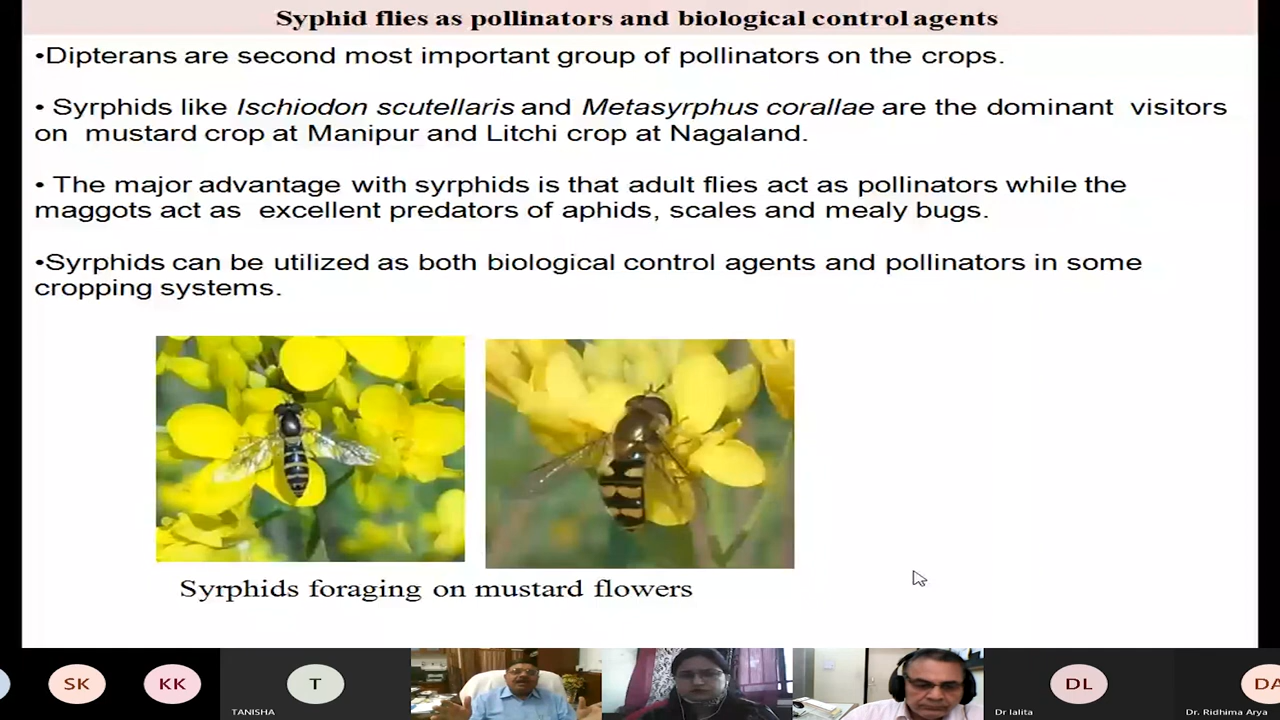 Syphid flies as pollinators and biological control agents
•Dipterans are second most important group of pollinators on the crops.
• Syrphids like Ischiodon scutellaris and Metasyrphus corallae are the dominant visitors
on mustard crop at Manipur and Litchi crop at Nagaland.
• The major advantage with syrphids is that adult flies act as pollinators while the
maggots act as excellent predators of aphids, scales and mealy bugs.
•Syrphids can be utilized as both biological control agents and pollinators in some
cropping systems.
Syrphids foraging on mustard flowers
SK
KK
T
TANISHA
DL
Dr lalita
DA
Dr. Ridhima Arya